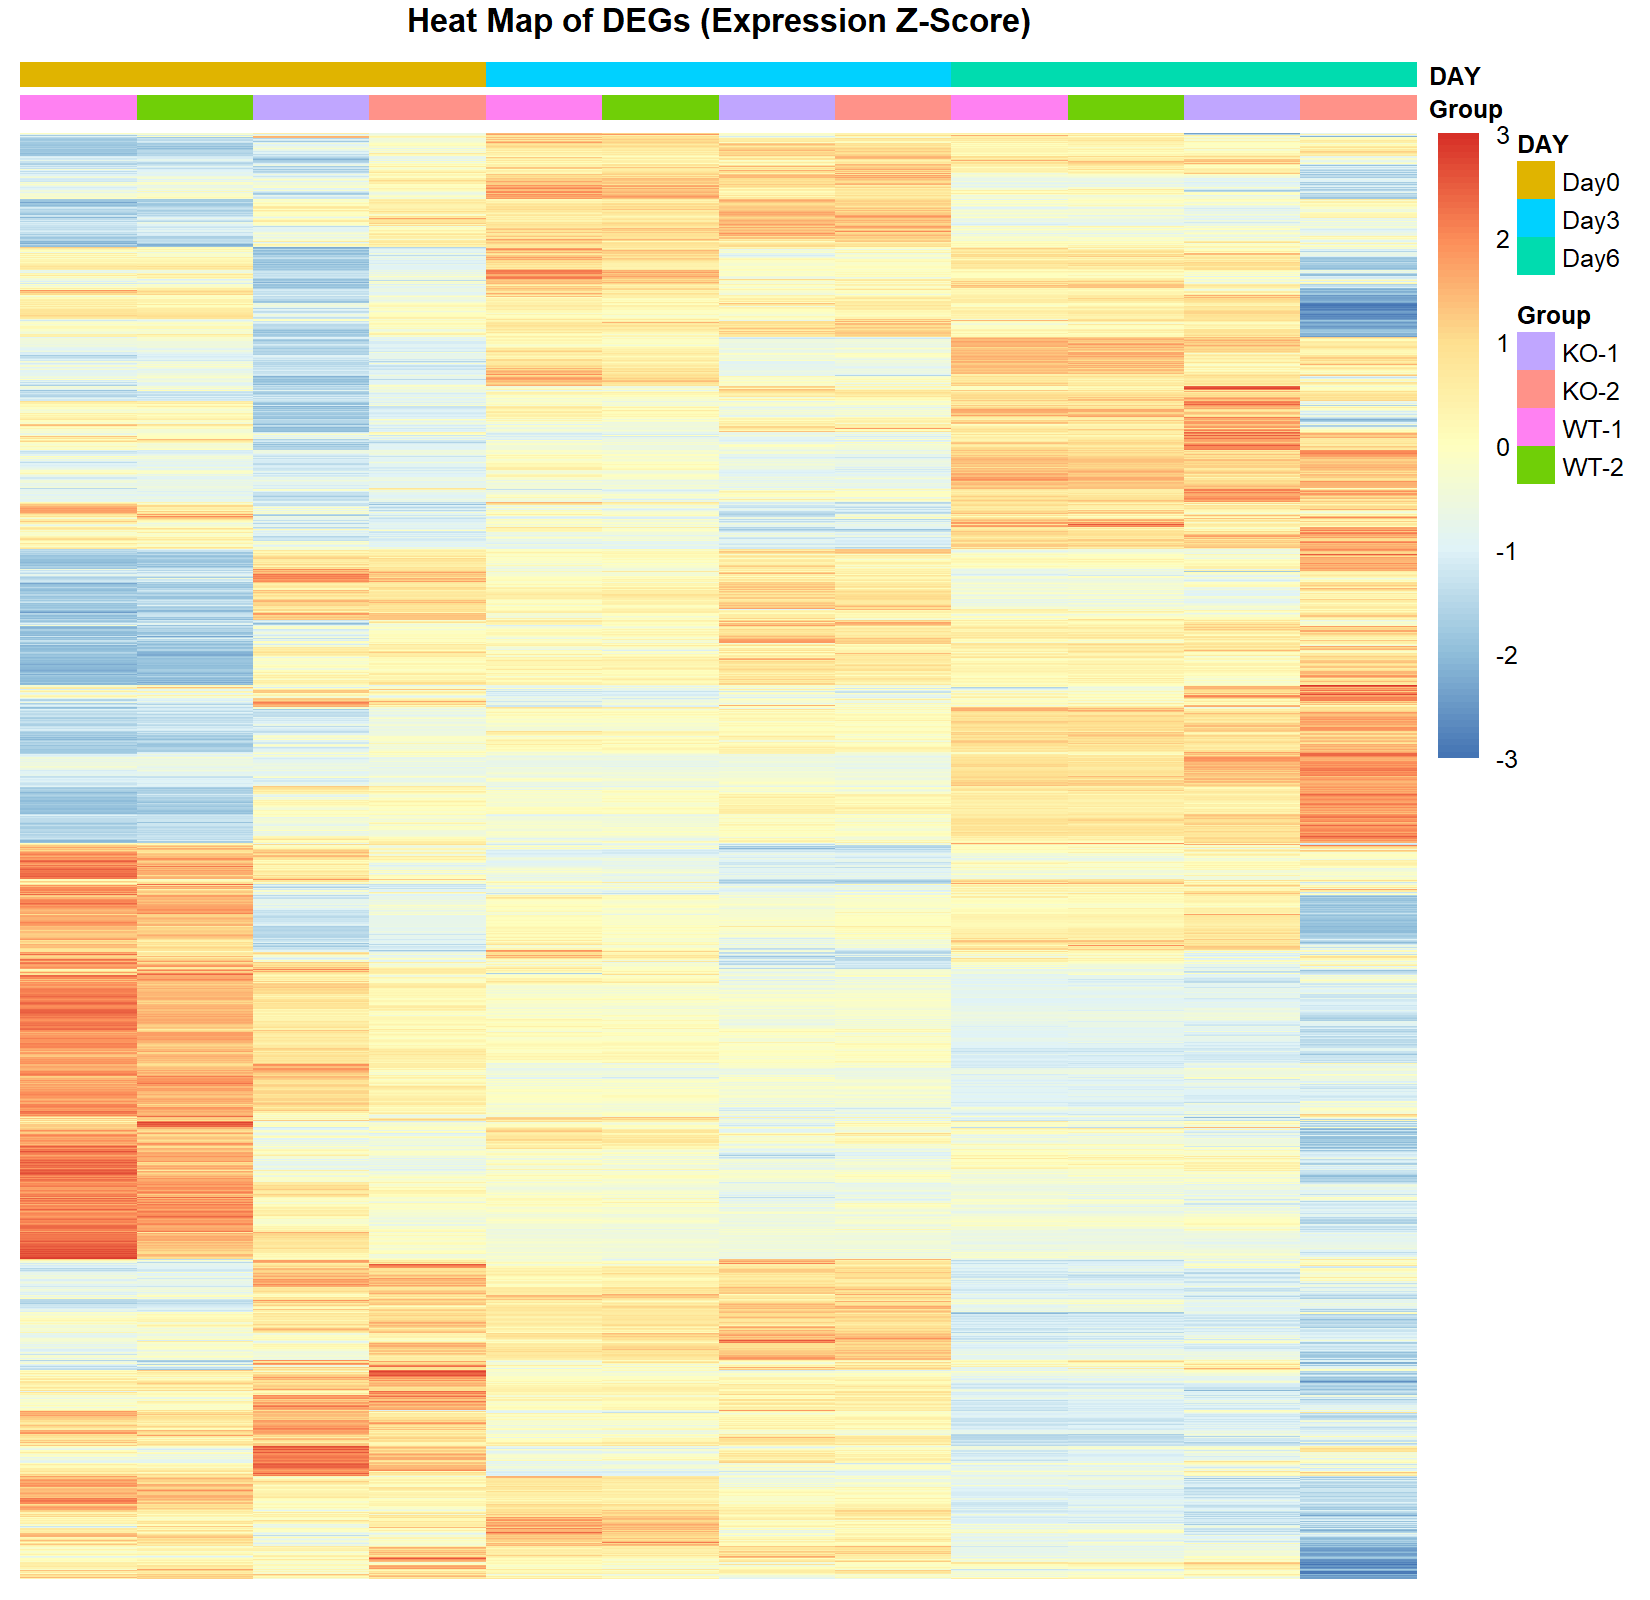 Heat Map of DEGs (Expression Z-Score)
DAY
Group
3
2
1
0
-1
-2
-3
DAY
Day0
Day3
Day6
Group
KO-1
KO-2
WT-1
WT-2